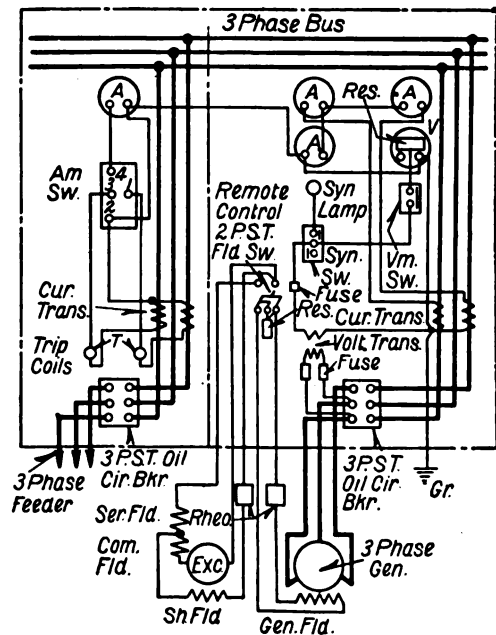 3 Phase Bus
A
A
A
A
Res.
V
Am
Sw.
4
3
1
2
Remote
Control
2 P.S.T.
Fld Sw.
Syn
Lamp
Syn.
Sw.
Vm.
Sw.
Fuse
Res.
Cur.
Trans.
Cur. Trans.
Volt. Trans.
Fuse
Trip
Coils
T
3 Phase
Feeder
3 P.S.T. Oil
Cir. Bkr.
3 P.S.T.
Oil Cir.
Bkr.
Gr.
Ser. Fld.
Com.
Fld.
Rheo.
Exc.
Sh Fld
Gen. Fld.
3 Phase
Gen.